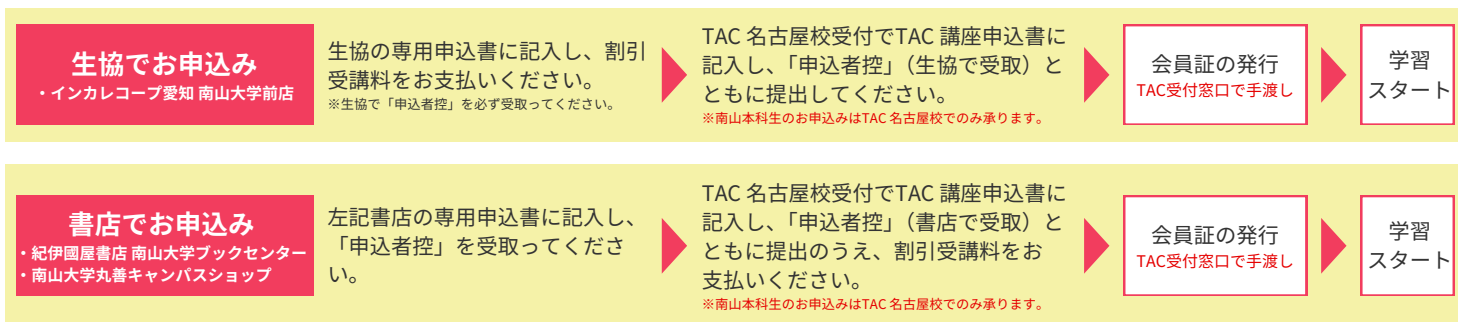 生協でお申込み
・インカレコープ愛知 南山大学前店
生協の専用申込書に記入し、割引
受講料をお支払いください。
※生協で「申込者控」を必ず受取ってください。
TAC 名古屋校受付でTAC 講座申込書に
記入し、「申込者控」（生協で受取）と
ともに提出してください。
※南山本科生のお申込みはTAC 名古屋校でのみ承ります。
会員証の発行
TAC受付窓口で手渡し
学習
スタート
書店でお申込み
・紀伊國屋書店 南山大学ブックセンター
・南山大学丸善キャンパスショップ
左記書店の専用申込書に記入し、
「申込者控」を受取ってくださ
い。
TAC 名古屋校受付でTAC 講座申込書に
記入し、「申込者控」（書店で受取）と
ともに提出のうえ、割引受講料をお
支払いください。
※南山本科生のお申込みはTAC 名古屋校でのみ承ります。
会員証の発行
TAC受付窓口で手渡し
学習
スタート